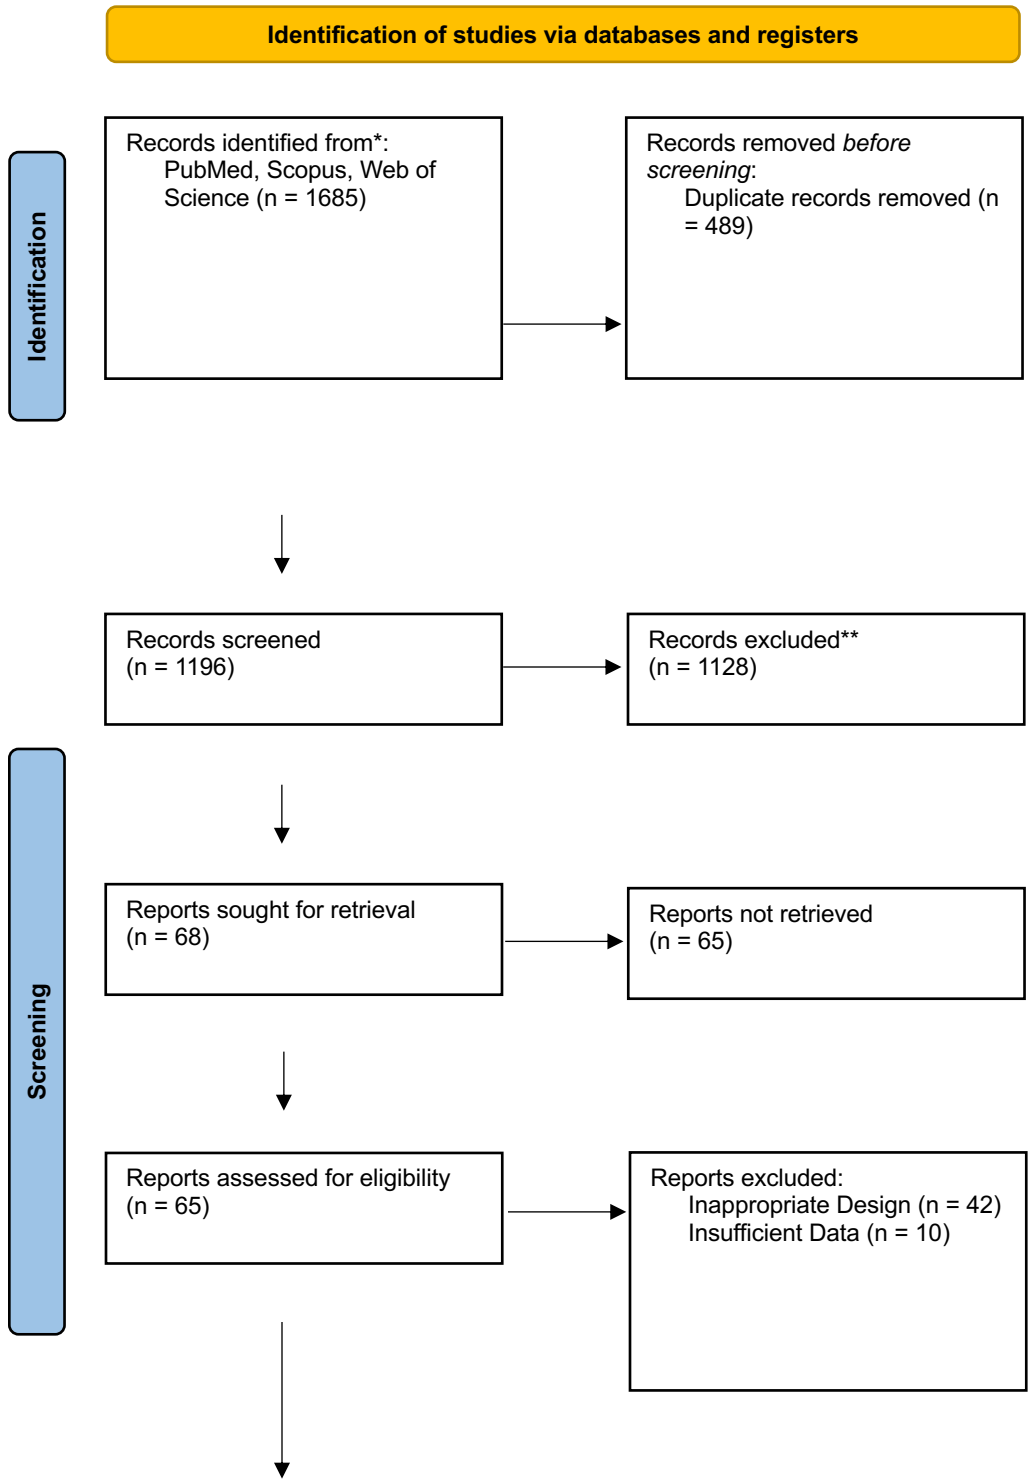 Identification of studies via databases and registers
Identification
Records identified from*:
PubMed, Scopus, Web of
Science (n = 1685)
Records removed before
screening:
Duplicate records removed (n
= 489)
Records screened
(n = 1196)
Records excluded**
(n = 1128)
Screening
Reports sought for retrieval
(n = 68)
Reports not retrieved
(n = 65)
Reports assessed for eligibility
(n = 65)
Reports excluded:
Inappropriate Design (n = 42)
Insufficient Data (n = 10)